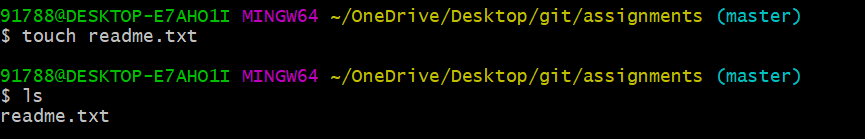 91788@DESKTOP-E7AHO1I MINGW64 ~/OneDrive/Desktop/git/assignments (master)
$ touch readme.txt
91788@DESKTOP-E7AHO1I MINGW64 ~/OneDrive/Desktop/git/assignments (master)
$ ls
readme.txt